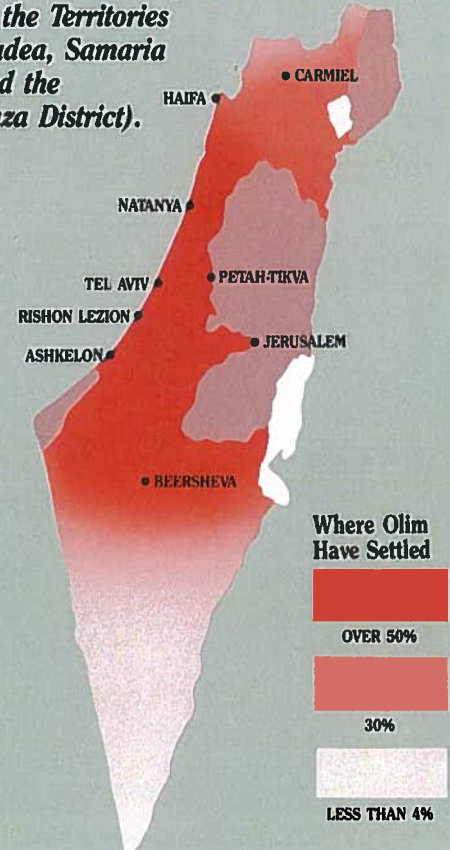 the Territories
udea, Samaria
d the
aza District).
CARMIEL
HAIFA
NATANYA
TEL AVIV
PETAH-TIKVA
RISHON LEZION
JERUSALEM
ASHKELON
BEERSHEVA
Where Olim
Have Settled
OVER 50%
30%
LESS THAN 4%